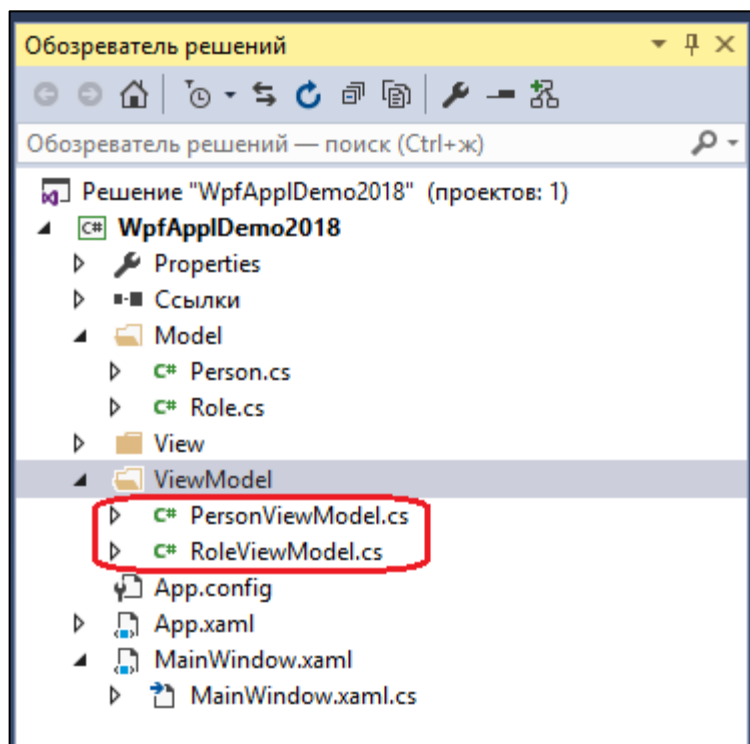 Обозреватель решений
Обозреватель решений — поиск (Ctrl+ж)
Решение "WpfApplDemo2018" (проектов: 1)
C# WpfApplDemo2018
Properties
Ссылки
Model
C# Person.cs
C# Role.cs
View
ViewModel
C# PersonViewModel.cs
C# RoleViewModel.cs
App.config
App.xaml
MainWindow.xaml
MainWindow.xaml.cs